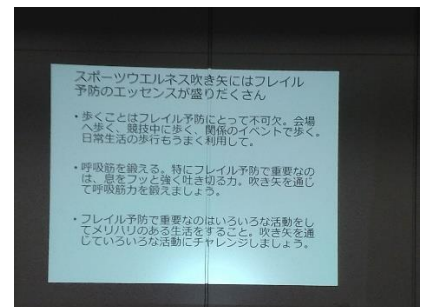 スポーツウエルネス吹き矢にはフレイル
予防のエッセンスが盛りだくさん
・歩くことはフレイル予防にとって不可欠。会場
へ歩く、競技中に歩く、関係のイベントで歩く。
日常生活の歩行もうまく利用して。
・呼吸筋を鍛える。特にフレイル予防で重要なの
は、息をフッと強く吐き切る力。吹き矢を通じ
て呼吸筋力を鍛えましょう。
・フレイル予防で重要なのはいろいろな活動をし
てメリハリのある生活をすること。吹き矢を通
じていろいろな活動にチャレンジしましょう。